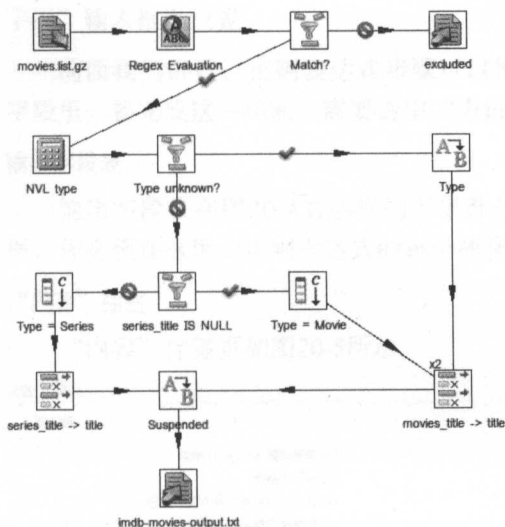 movies.list.gz
Regex Evaluation
Match?
excluded
NVL type
Type unknown?
Type
Type = Series
series_title IS NULL
Type = Movie
x2
series_title -> title
Suspended
movies_title -> title
imdb-movies-output.txt